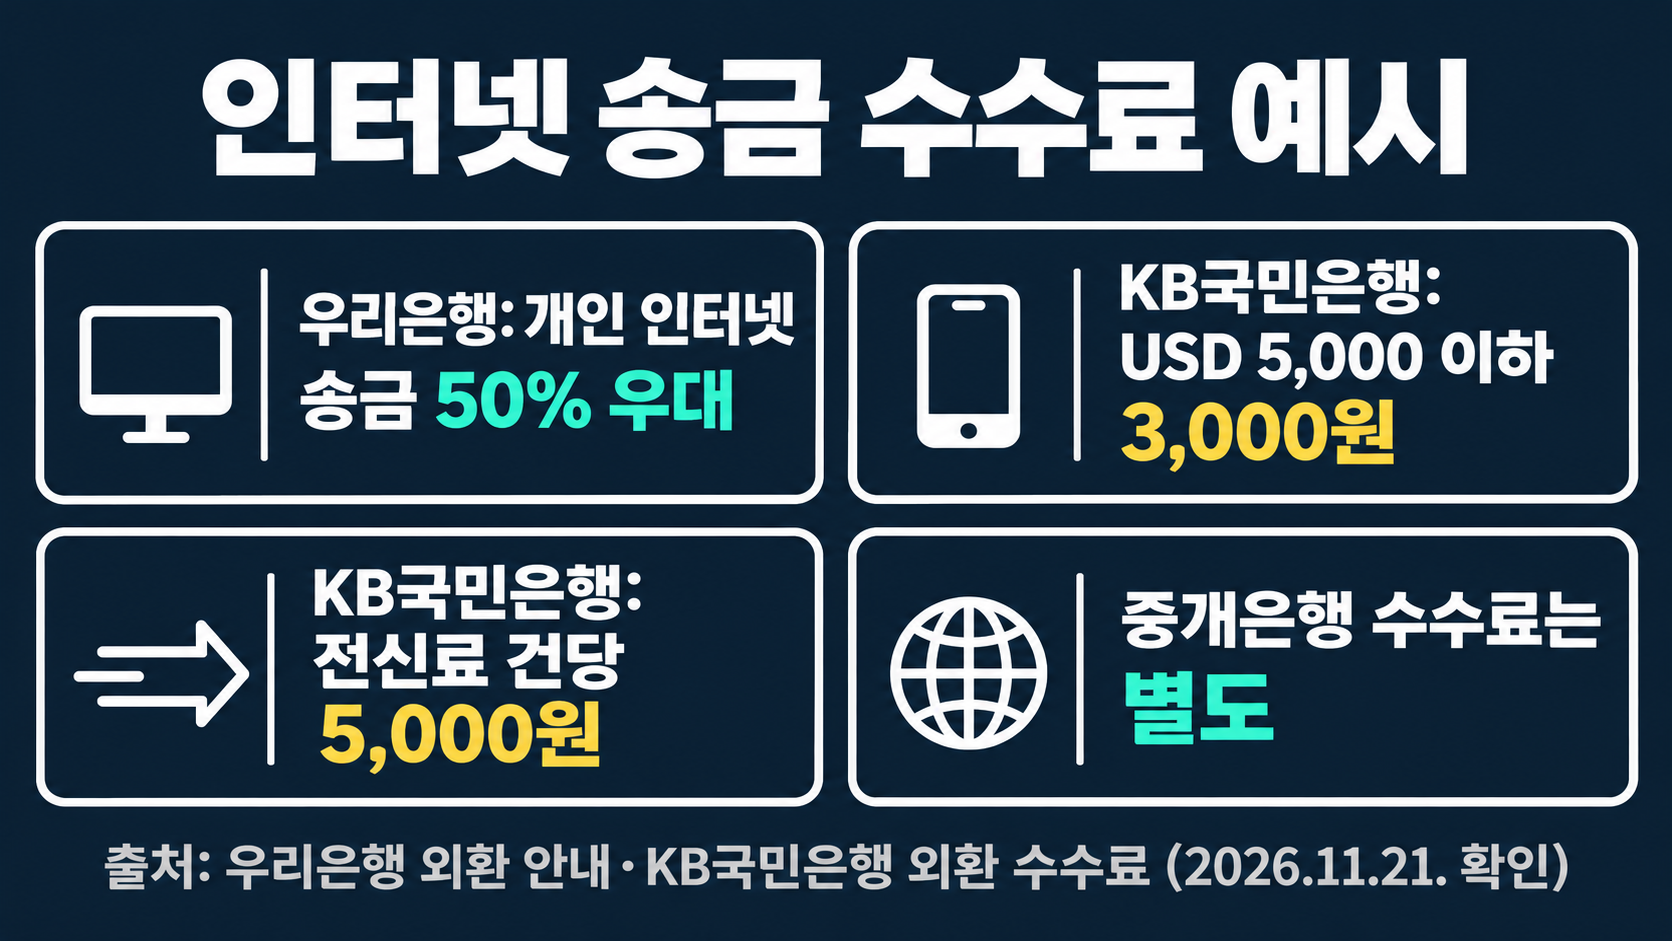 인터넷 송금 수수료 예시
우리은행: 개인 인터넷
송금 50% 우대
KB국민은행:
USD 5,000 이하
3,000원
KB국민은행:
전신료 건당
5,000원
중개은행 수수료는
별도
출처: 우리은행 외환 안내·KB국민은행 외환 수수료 (2026.11.21. 확인)